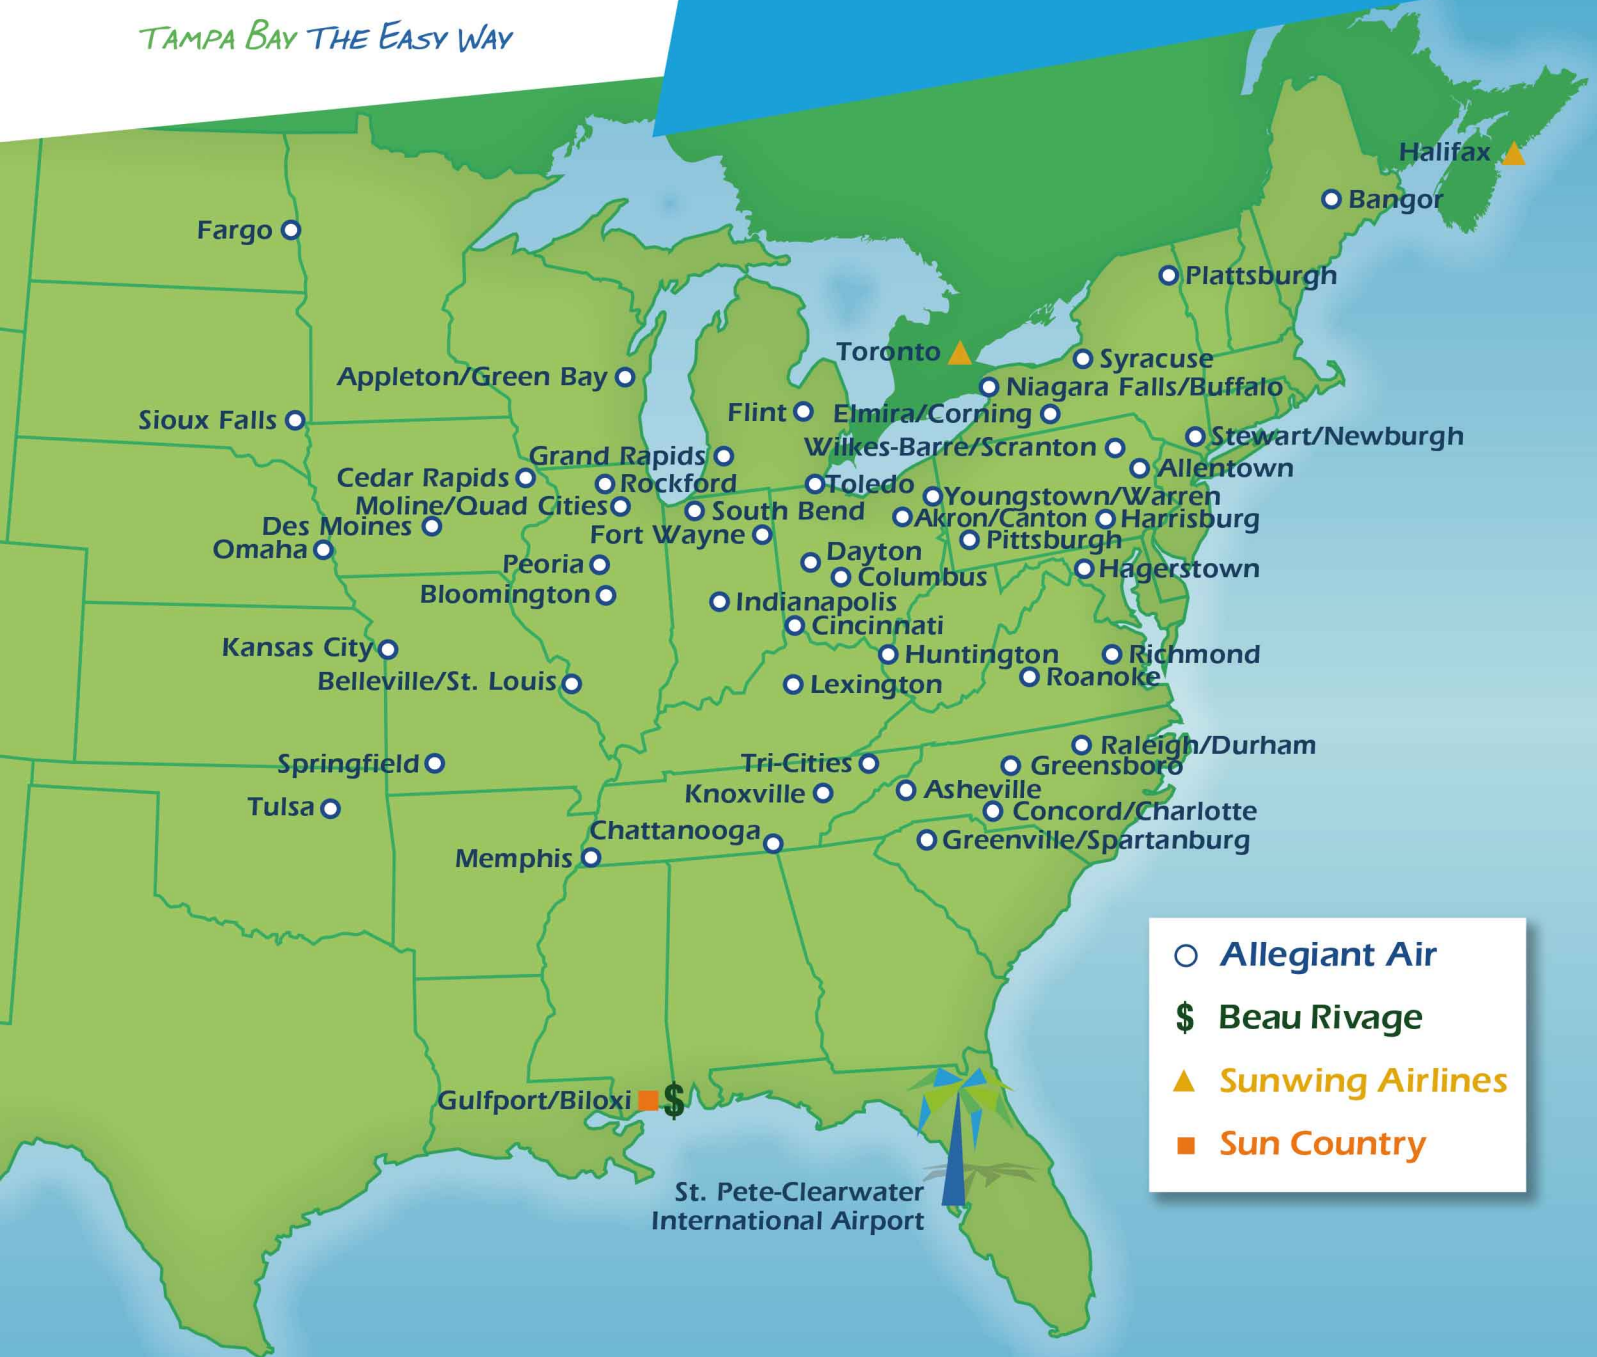 TAMPA BAY THE EASY WAY
Halifax
Bangor
Fargo
Plattsburgh
Toronto
Syracuse
Appleton/Green Bay
Niagara Falls/Buffalo
Flint
Elmira/Corning
Sioux Falls
Stewart/Newburgh
Wilkes-Barre/Scranton
Grand Rapids
Allentown
Cedar Rapids
Rockford
Toledo
Youngstown/Warren
Moline/Quad Cities
South Bend
Akron/Canton
Harrisburg
Des Moines
Fort Wayne
Pittsburgh
Omaha
Dayton
Peoria
Columbus
Hagerstown
Bloomington
Indianapolis
Cincinnati
Kansas City
Huntington
Richmond
Roanoke
Belleville/St. Louis
Lexington
Raleigh/Durham
Springfield
Tri-Cities
Greensboro
Knoxville
Asheville
Tulsa
Concord/Charlotte
Chattanooga
Greenville/Spartanburg
Memphis
Allegiant Air
$ Beau Rivage
Sunwing Airlines
Sun Country
Gulfport/Biloxi $
St. Pete-Clearwater
International Airport